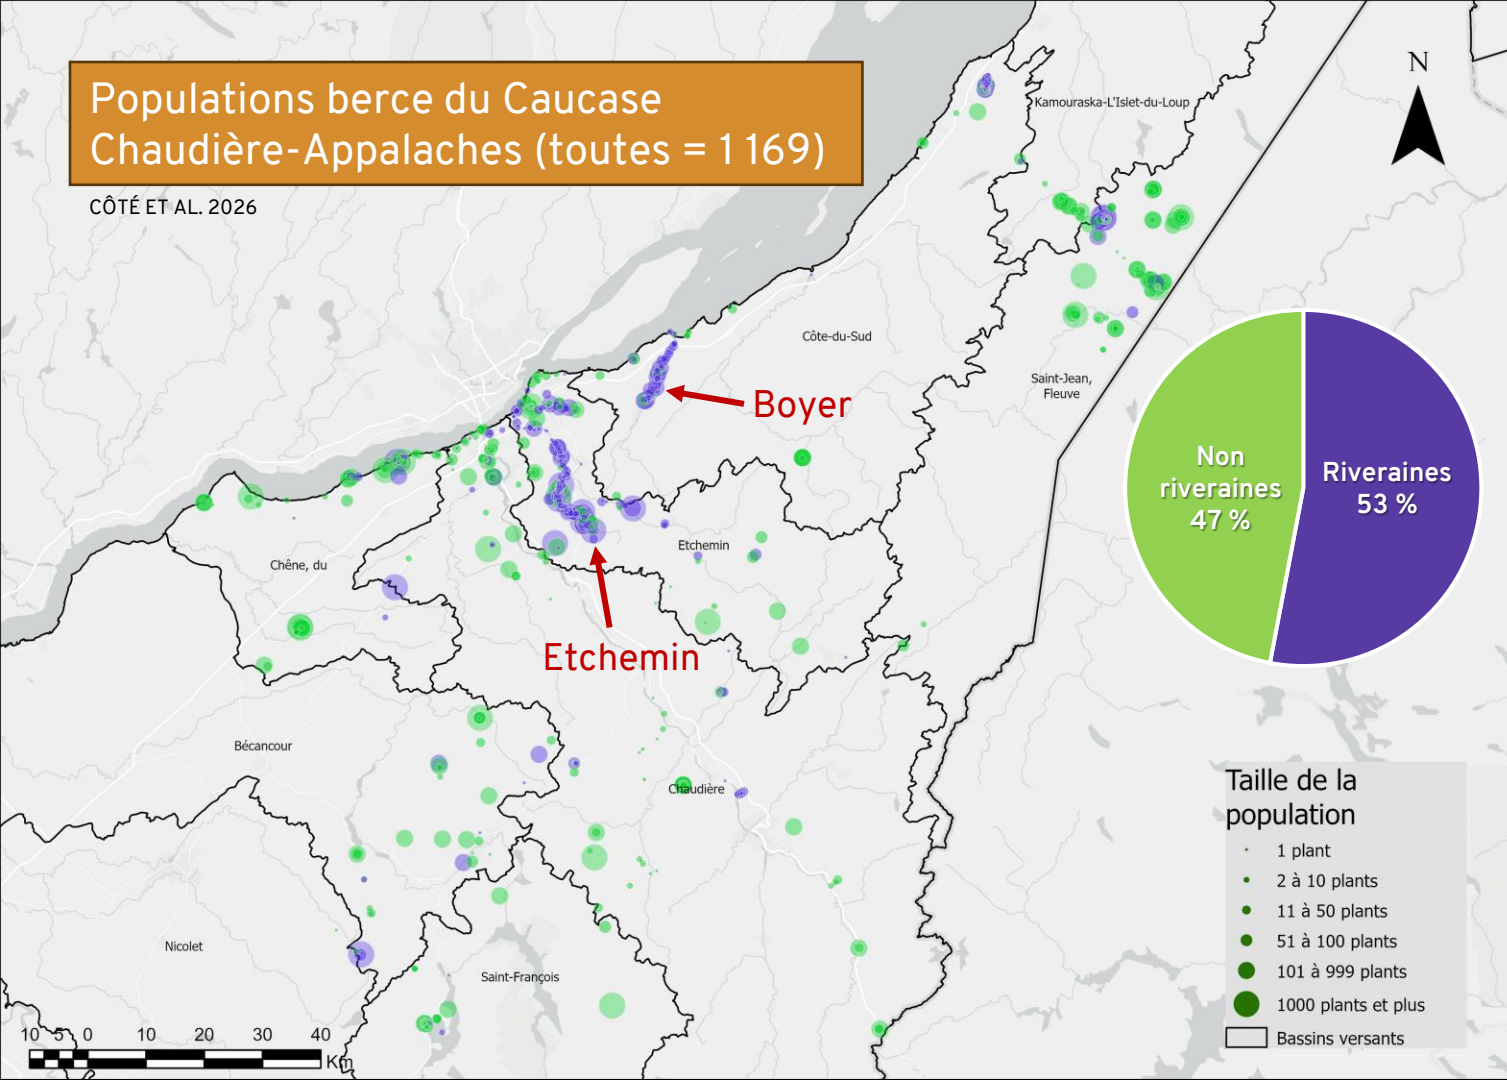 Populations berce du Caucase
Chaudière-Appalaches (toutes = 1 169)
CÔTÉ ET AL. 2026
N
Kamouraska-L'Islet-du-Loup
Côte-du-Sud
Saint-Jean,
Fleuve
Boyer
Non
riveraines
47 %
Riveraines
53 %
Etchemin
Chêne, du
Etchemin
Bécancour
Chaudière
Nicolet
Saint-François
Taille de la
population
1 plant
2 à 10 plants
11 à 50 plants
51 à 100 plants
101 à 999 plants
1000 plants et plus
Bassins versants
10 5 0 10 20 30 40
Km